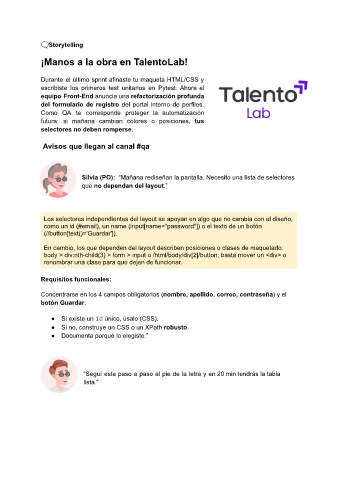 🗨Storytelling
¡Manos a la obra en TalentoLab!
Durante el último sprint afinaste tu maqueta HTML/CSS y
escribiste los primeros test unitarios en Pytest. Ahora el
equipo Front-End anuncia una refactorización profunda
del formulario de registro del portal interno de perfiles.
Como QA te corresponde proteger la automatización
futura: si mañana cambian colores o posiciones, tus
selectores no deben romperse.
Talento
Lab
Avisos que llegan al canal #qa
Silvia (PO): "Mañana rediseñan la pantalla. Necesito una lista de selectores
que no dependan del layout."
Los selectores independientes del layout se apoyan en algo que no cambia con el diseño,
como un id (#email), un name (input[name="password"]) o el texto de un botón
(//button[text()='Guardar']).
En cambio, los que dependen del layout describen posiciones o clases de maquetado:
body > div:nth-child(3) > form > input o /html/body/div[2]/button; basta mover un <div> o
renombrar una clase para que dejen de funcionar.
Requisitos funcionales:
Concentrarse en los 4 campos obligatorios (nombre, apellido, correo, contraseña) y el
botón Guardar.
● Si existe un id único, úsalo (CSS).
● Si no, construye un CSS o un XPath robusto.
● Documenta porqué lo elegiste."
"Seguí este paso a paso al pie de la letra y en 20 min tendrás la tabla
lista."